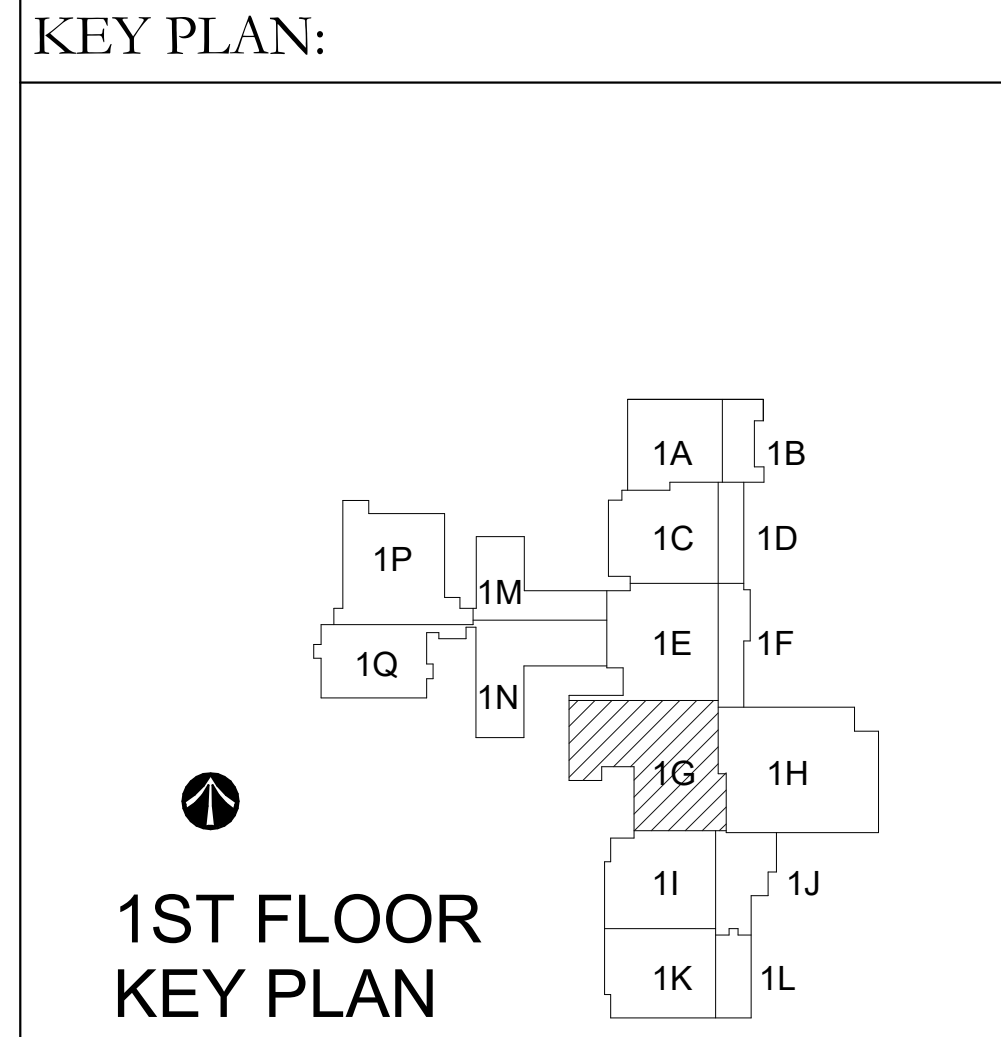 KEY PLAN:
1A
1B
1C
1D
1P
1M
1E
1F
1Q
1N
1G
1H
1I
1J
1K
1L
1ST FLOOR
KEY PLAN